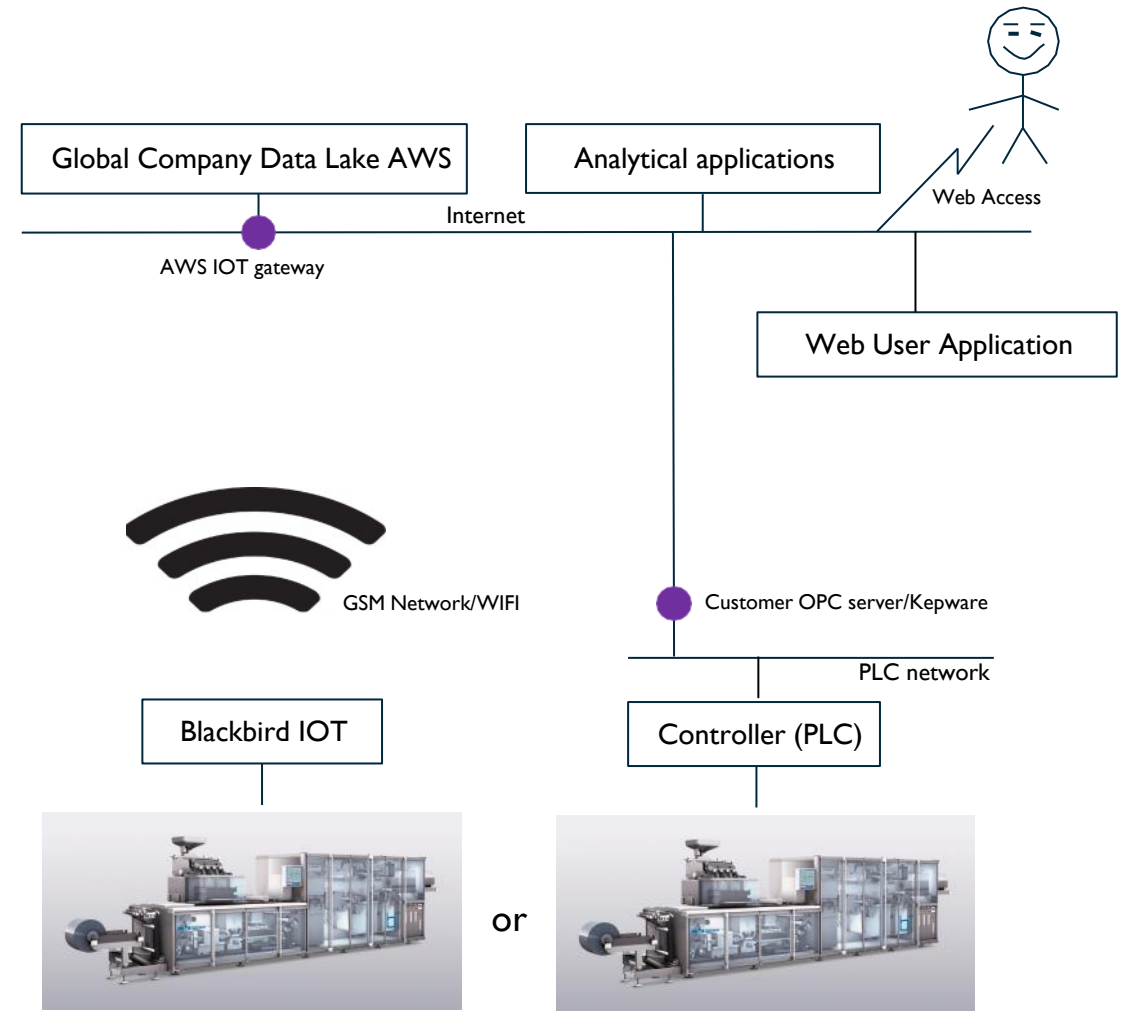 Global Company Data Lake AWS
Analytical applications
Web Access
Internet
AWS IOT gateway
Web User Application
GSM Network/WIFI
Customer OPC server/Kepware
PLC network
Blackbird IOT
Controller (PLC)
or